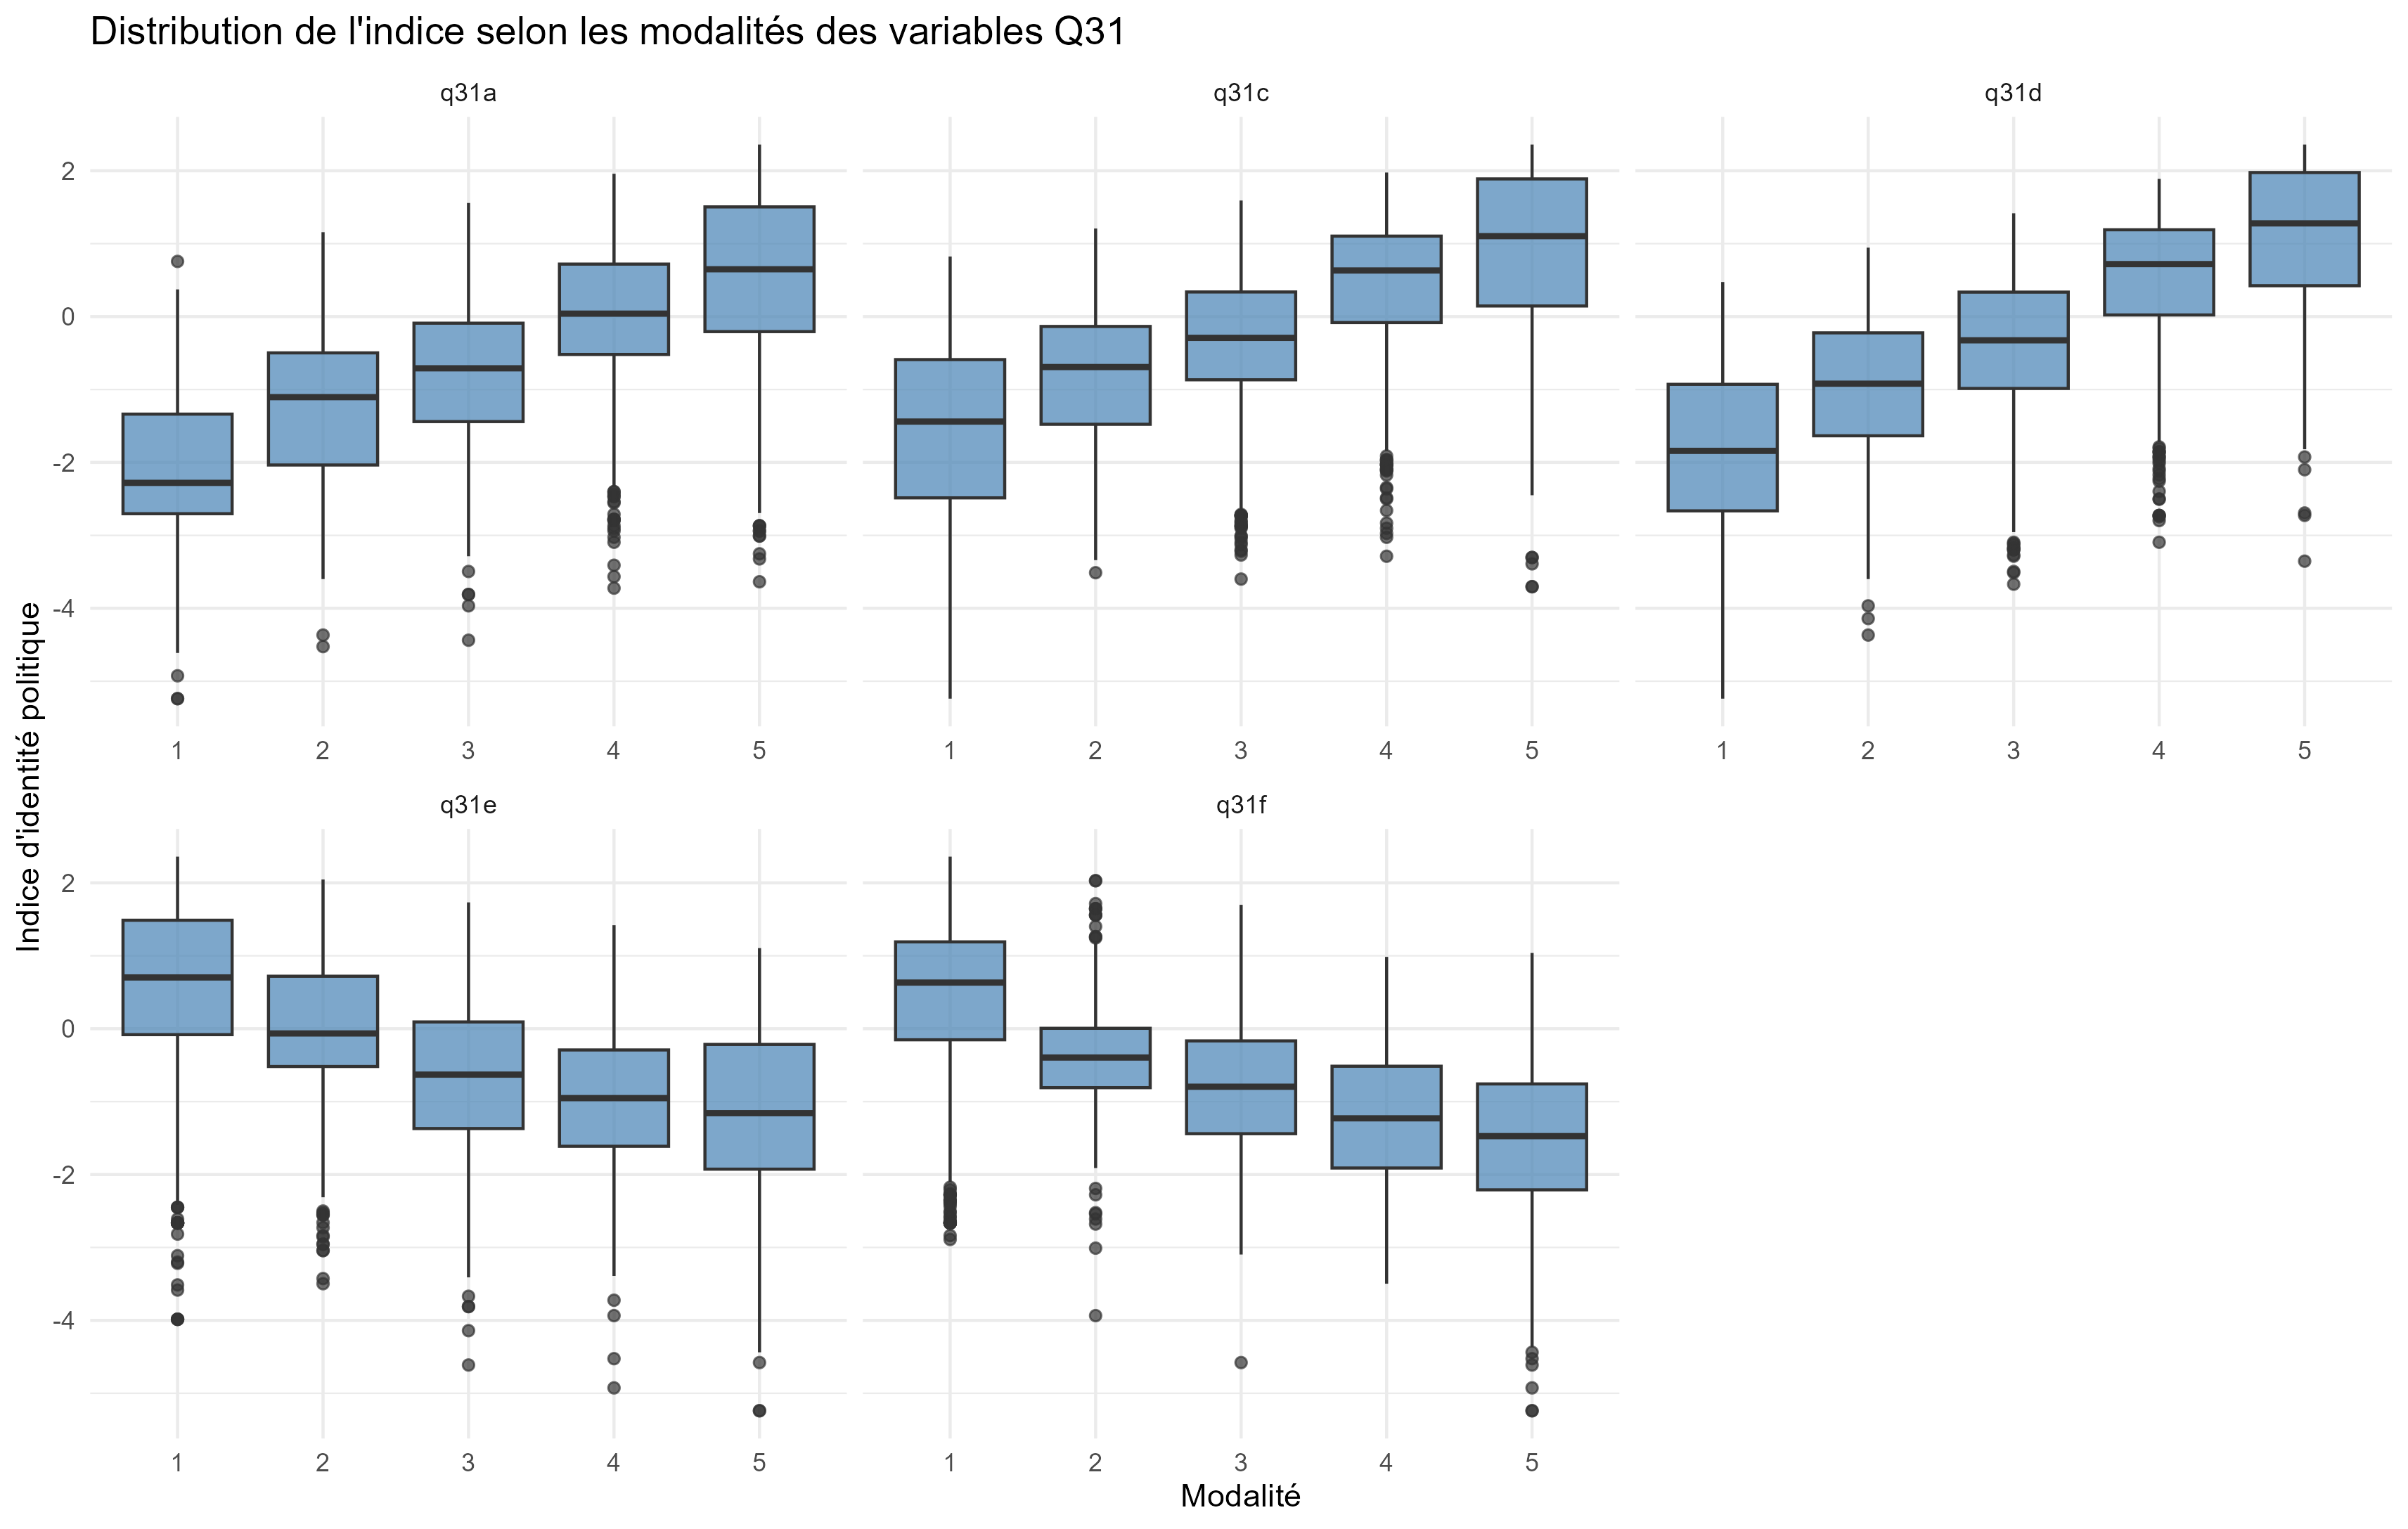 Distribution de l'indice selon les modalités des variables Q31
q31a
q31c
q31d
Indice d'identité politique
2
0
-2
-4
1 2 3 4 5
1 2 3 4 5
1 2 3 4 5
q31e
q31f
2
0
-2
-4
1 2 3 4 5
1 2 3 4 5
Modalité